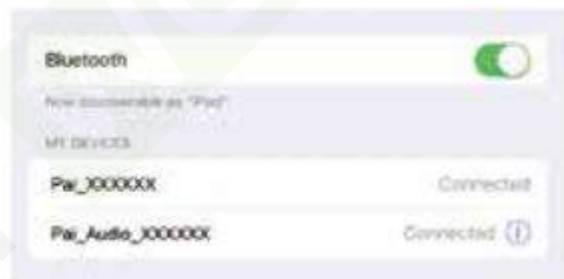 Bluetooth
Now discoverable as "iPad".
MY DEVICES
Pai_XXXXXX Connected
Pai_Audio_XXXXXX Connected